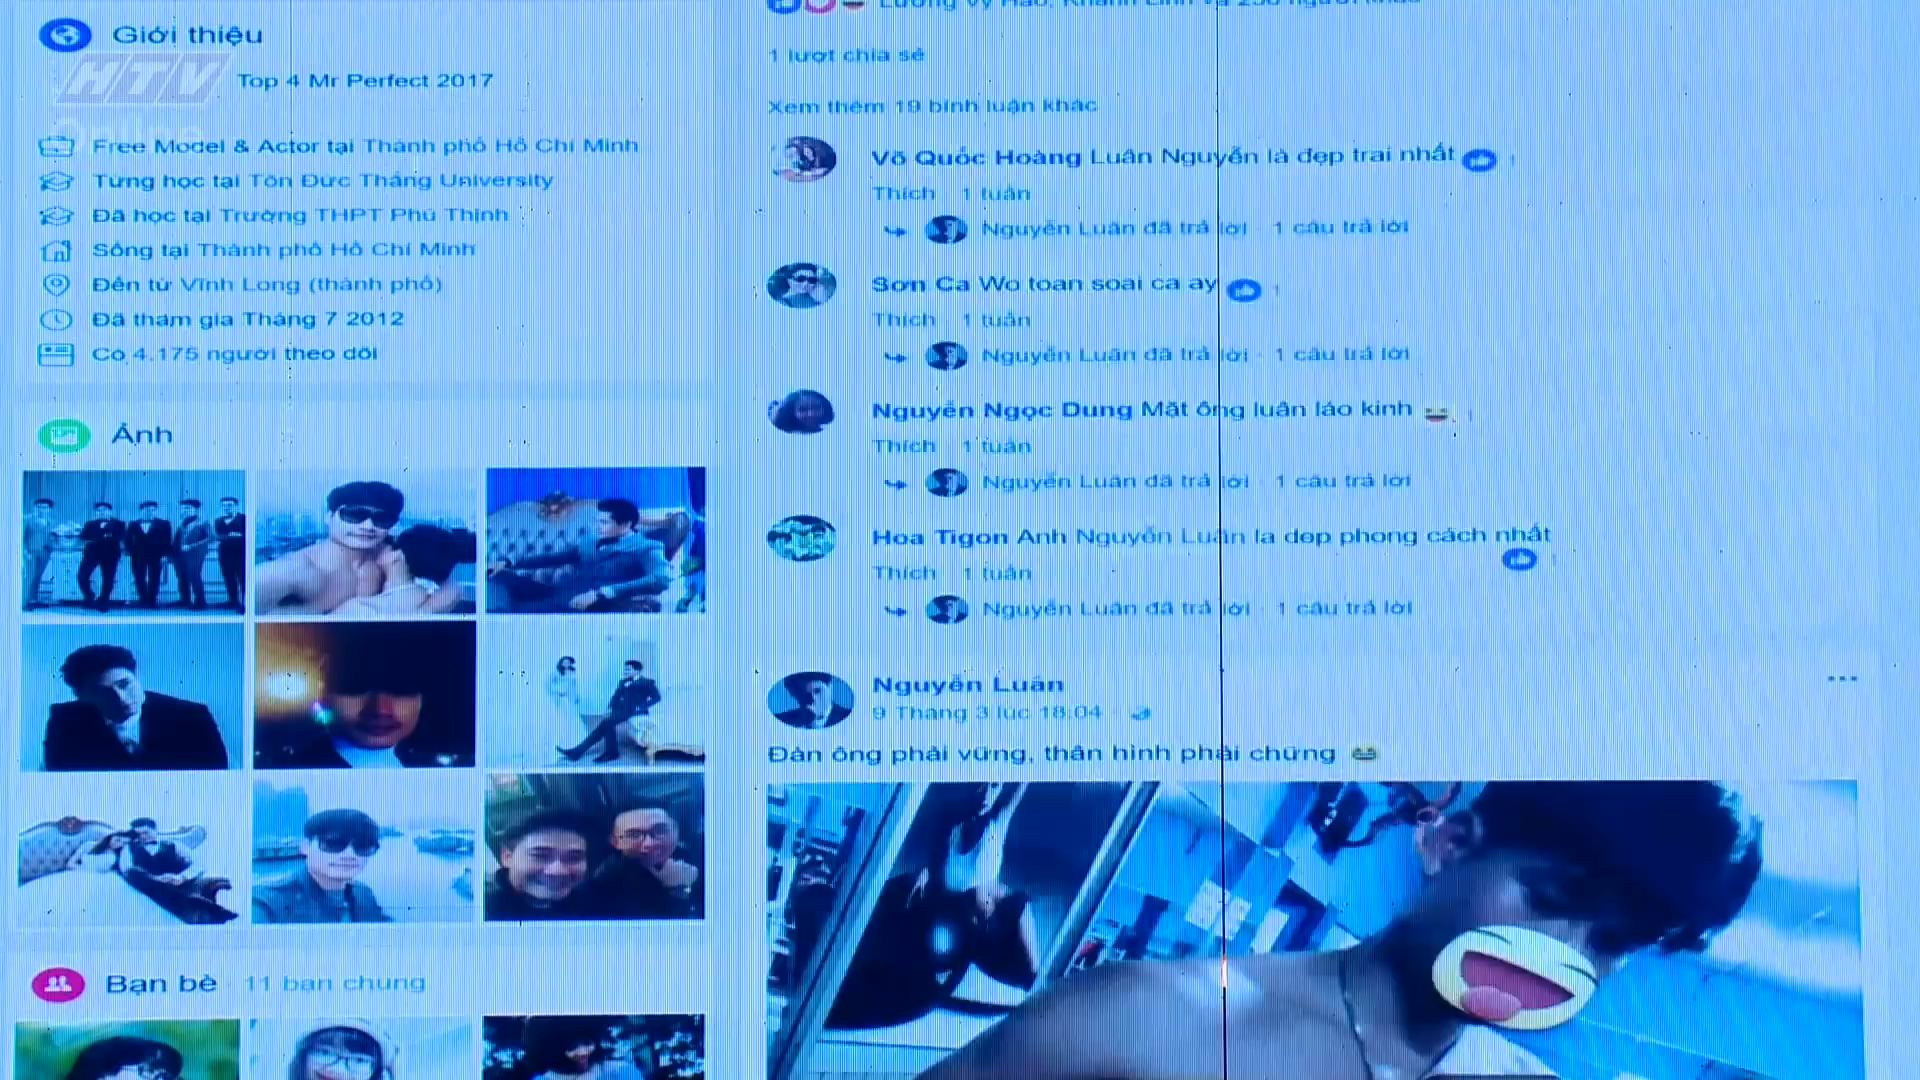 Giới thiệu
HTV
Online
Top 4 Mr Perfect 2017
Free Model & Actor tại Thành phố Hồ Chí Minh
Từng học tại Tôn Đức Thắng University
Đã học tại Trường THPT Phú Thịnh
Sống tại Thành phố Hồ Chí Minh
Đến từ Vĩnh Long (thành phố)
Đã tham gia Tháng 7 2012
Có 4.175 người theo dõi
Ảnh
Bạn bè · 11 bạn chung
1 lượt chia sẻ
Xem thêm 19 bình luận khác
Võ Quốc Hoàng Luân Nguyễn là đẹp trai nhất 1
Thích · 1 tuần
Nguyễn Luân đã trả lời · 1 câu trả lời
Sơn Ca Wo toan soai ca ay 1
Thích · 1 tuần
Nguyễn Luân đã trả lời · 1 câu trả lời
Nguyễn Ngọc Dung Mặt ông luân láo kinh 1
Thích · 1 tuần
Nguyễn Luân đã trả lời · 1 câu trả lời
Hoa Tigon Anh Nguyễn Luân la dep phong cách nhất
1
Thích · 1 tuần
Nguyễn Luân đã trả lời · 1 câu trả lời
Nguyễn Luân
9 Tháng 3 lúc 18:04
Đàn ông phải vững, thân hình phải chững